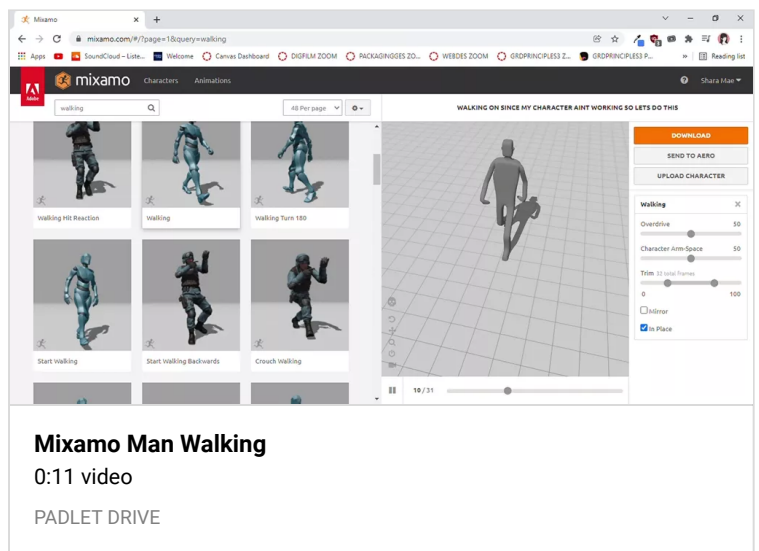 Mixamo
mixamo.com/#/?page=1&query=walking
Apps SoundCloud – Liste... Welcome Canvas Dashboard DIGFILM ZOOM PACKAGINGGES ZO... WEBDES ZOOM GRDPRINCIPLES3 Z... GRDPRINCIPLES3 P... » Reading list
Adobe mixamo Characters Animations Shara Mae
walking 48 Per page
WALKING ON SINCE MY CHARACTER AINT WORKING SO LETS DO THIS
Walking Hit Reaction Walking Walking Turn 180
Start Walking Start Walking Backwards Crouch Walking
10 / 31
DOWNLOAD
SEND TO AERO
UPLOAD CHARACTER
Walking
Overdrive 50
Character Arm-Space 50
Trim 33 total frames
0 100
Mirror
In Place
Mixamo Man Walking
0:11 video
PADLET DRIVE